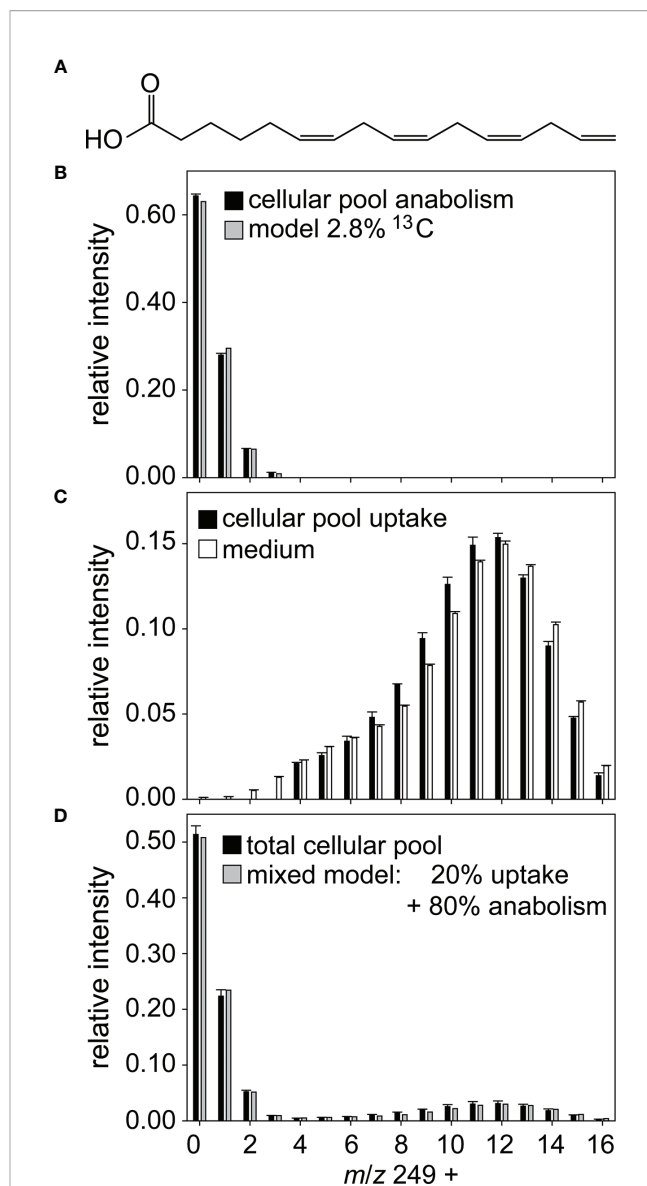 A
O
HO
B
relative intensity
0.60
0.40
0.20
0.00
cellular pool anabolism
model 2.8% ¹³C
C
relative intensity
0.15
0.10
0.05
0.00
cellular pool uptake
medium
D
relative intensity
0.50
0.40
0.30
0.20
0.10
0.00
total cellular pool
mixed model: 20% uptake
+ 80% anabolism
0 2 4 6 8 10 12 14 16
m/z 249 +